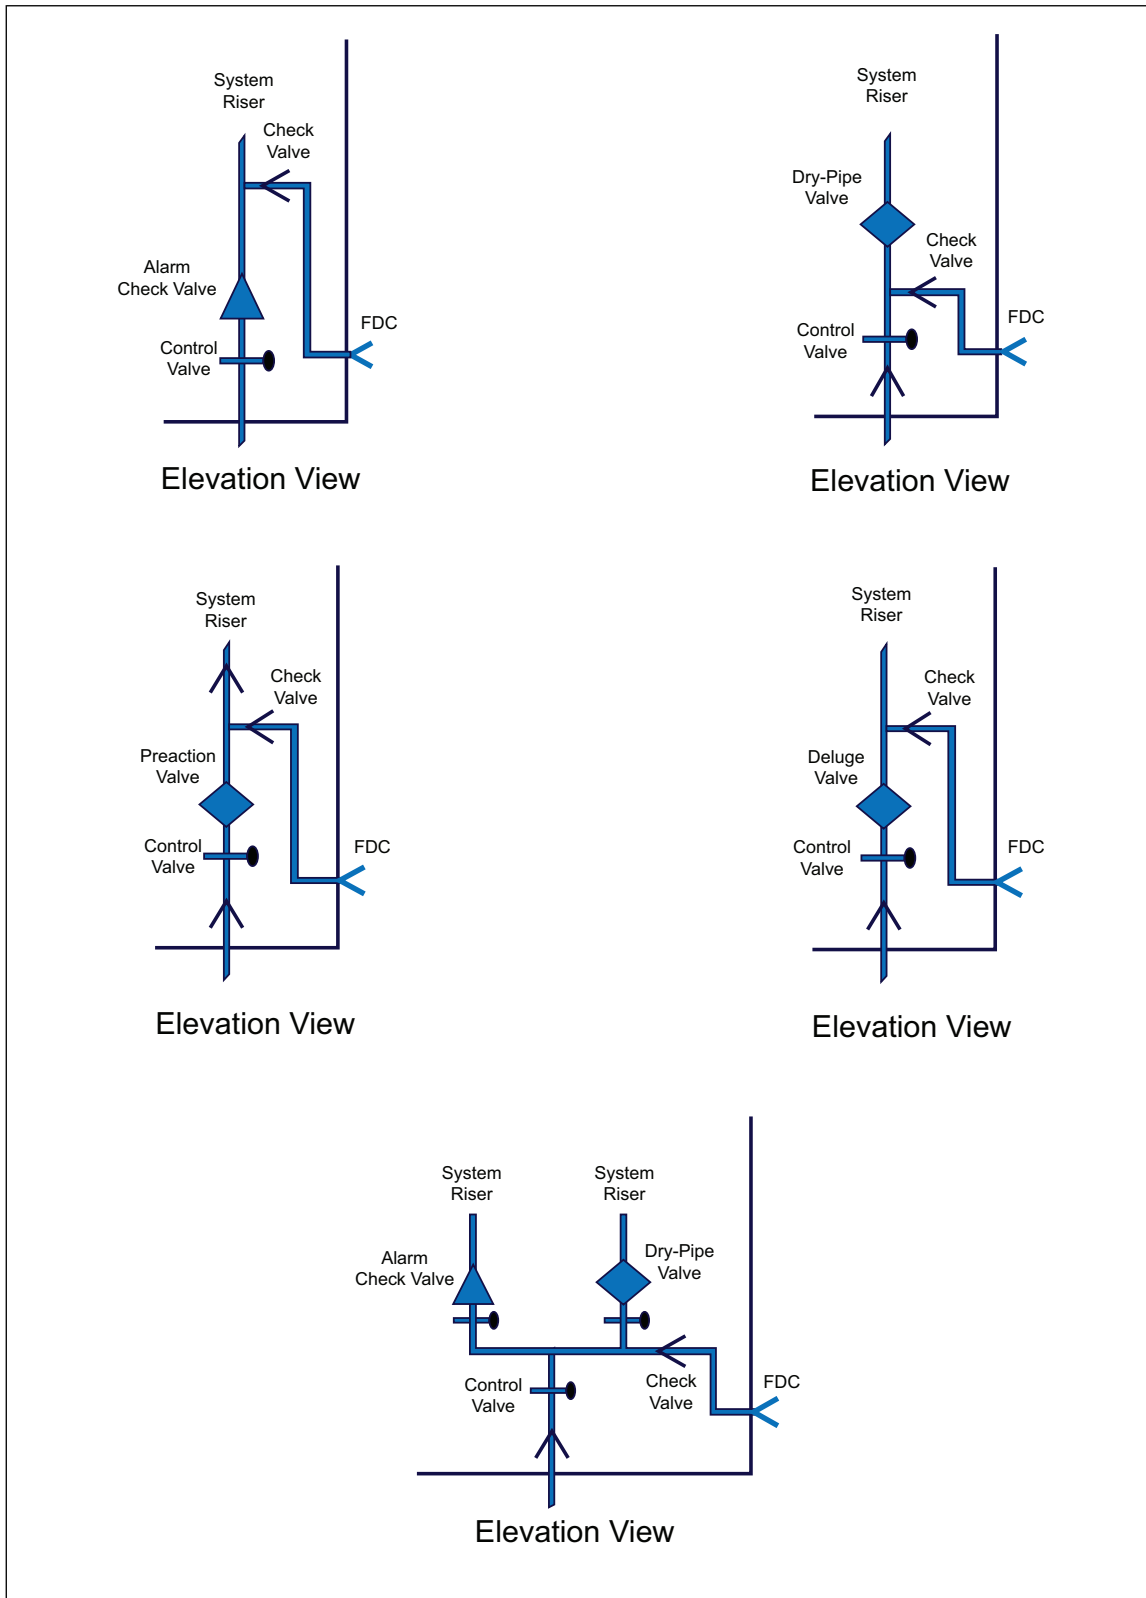 System
Riser
Check
Valve
Alarm
Check Valve
FDC
Control
Valve
Elevation View
System
Riser
Dry-Pipe
Valve
Check
Valve
FDC
Control
Valve
Elevation View
System
Riser
Check
Valve
Preaction
Valve
Control
Valve
FDC
Elevation View
System
Riser
Check
Valve
Deluge
Valve
Control
Valve
FDC
Elevation View
System
Riser
System
Riser
Alarm
Check Valve
Dry-Pipe
Valve
Control
Valve
Check
Valve
FDC
Elevation View